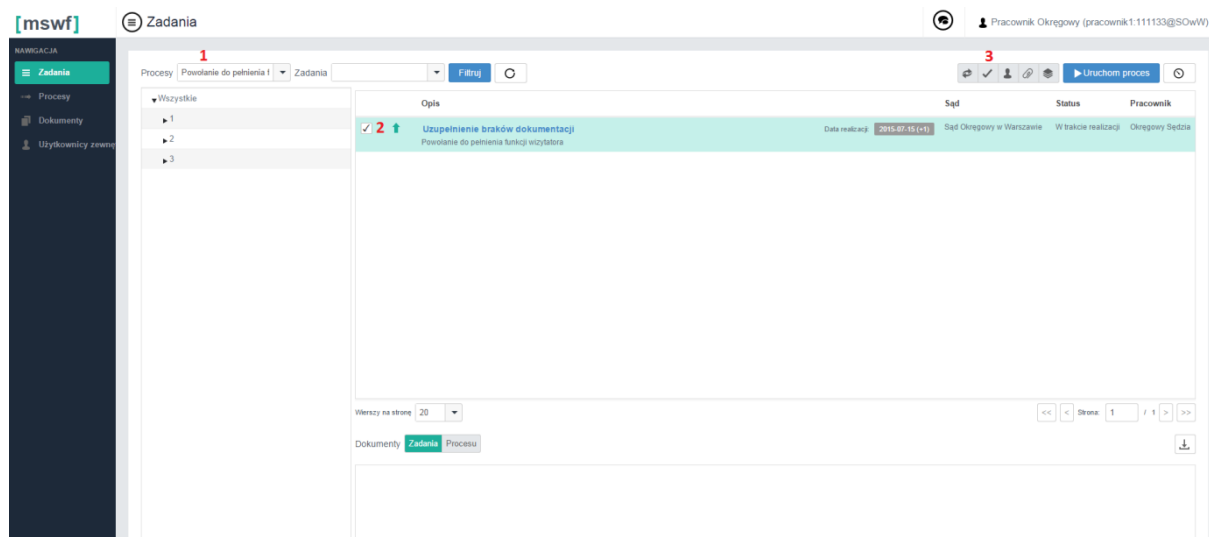 [mswf]
Zadania
Pracownik Okręgowy (pracownik1:111133@SOwW)
NAWIGACJA
Zadania
Procesy
Dokumenty
Użytkownicy zewnę
1
3
Procesy Powołanie do pełnienia f Zadania Filtruj Uruchom proces
Wszystkie
1
2
3
Opis Sąd Status Pracownik
2 Uzupełnienie braków dokumentacji Data realizacji 2015-07-15 (+1) Sąd Okręgowy w Warszawie W trakcie realizacji Okręgowy Sędzia
Powołanie do pełnienia funkcji wizytatora
Wierszy na stronę 20 << < Strona: 1 / 1 > >>
Dokumenty Zadania Procesu